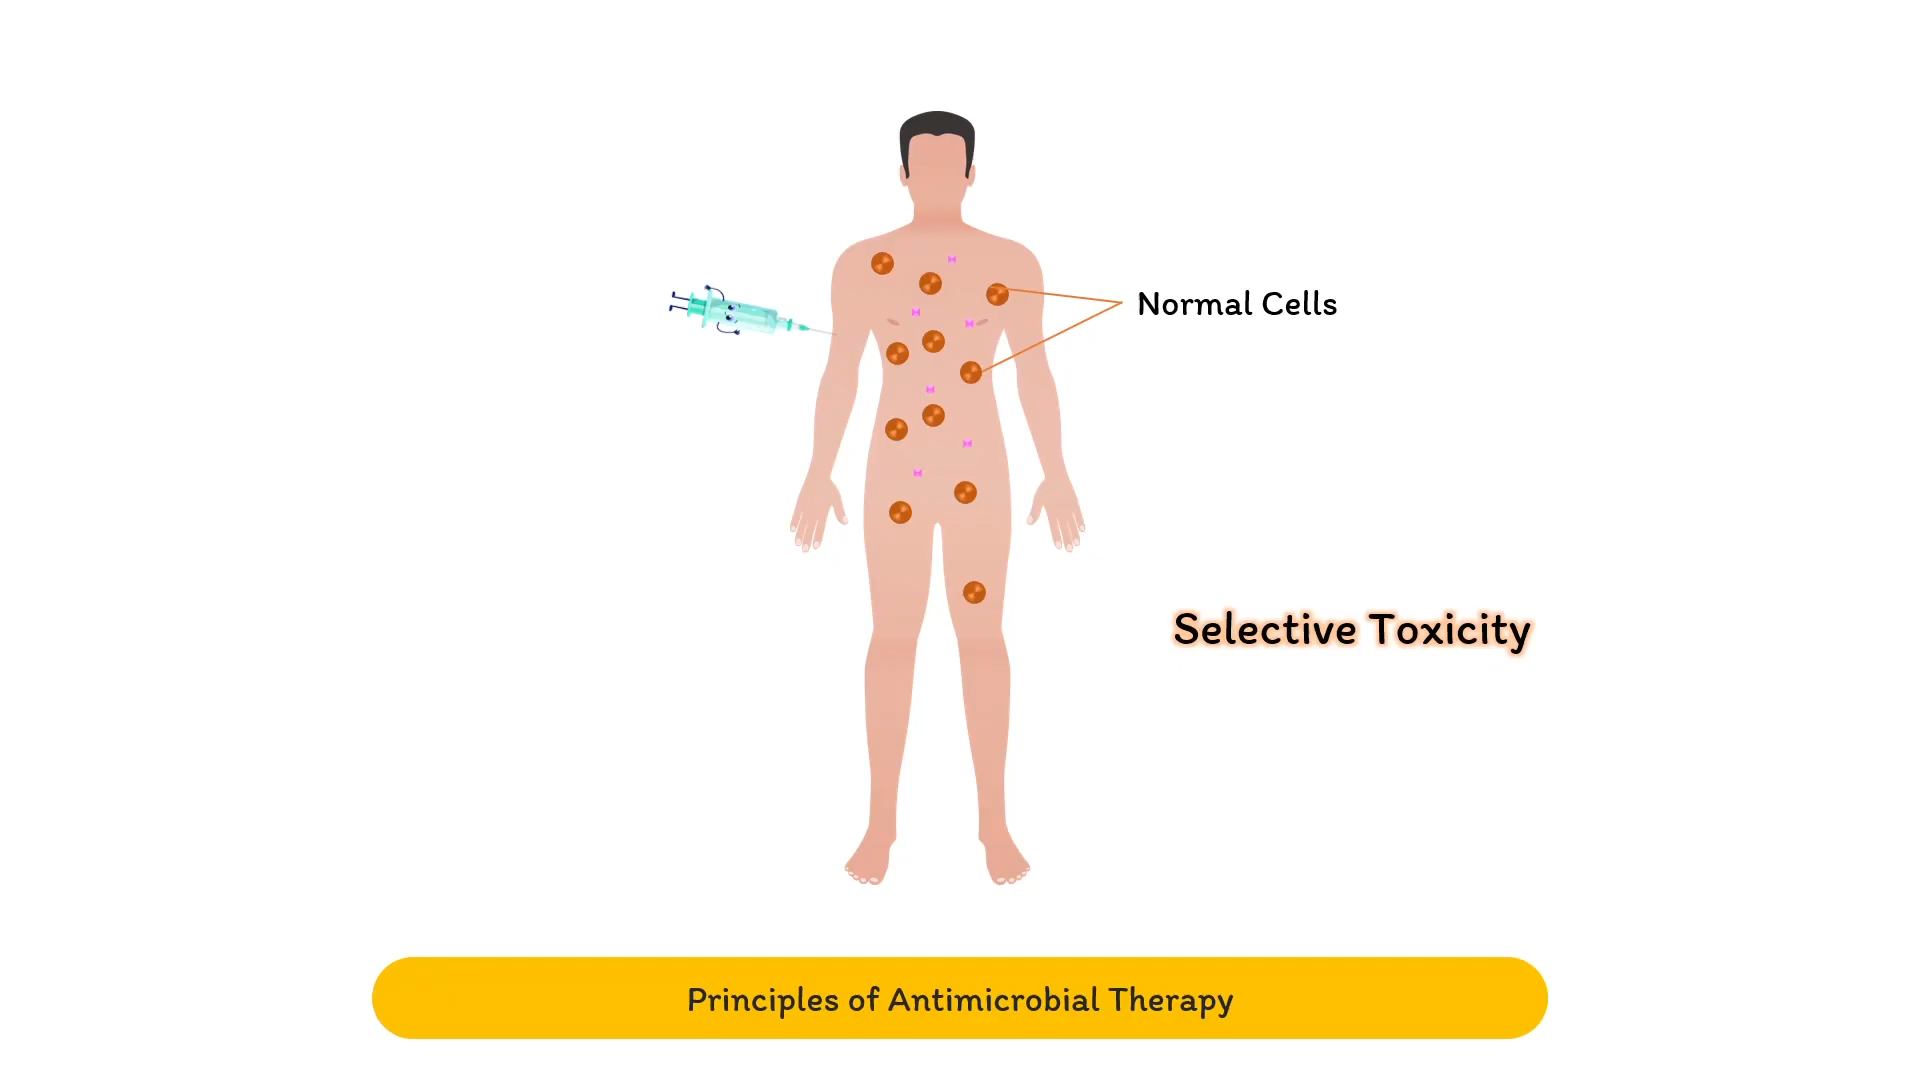 Normal Cells
Selective Toxicity
Principles of Antimicrobial Therapy